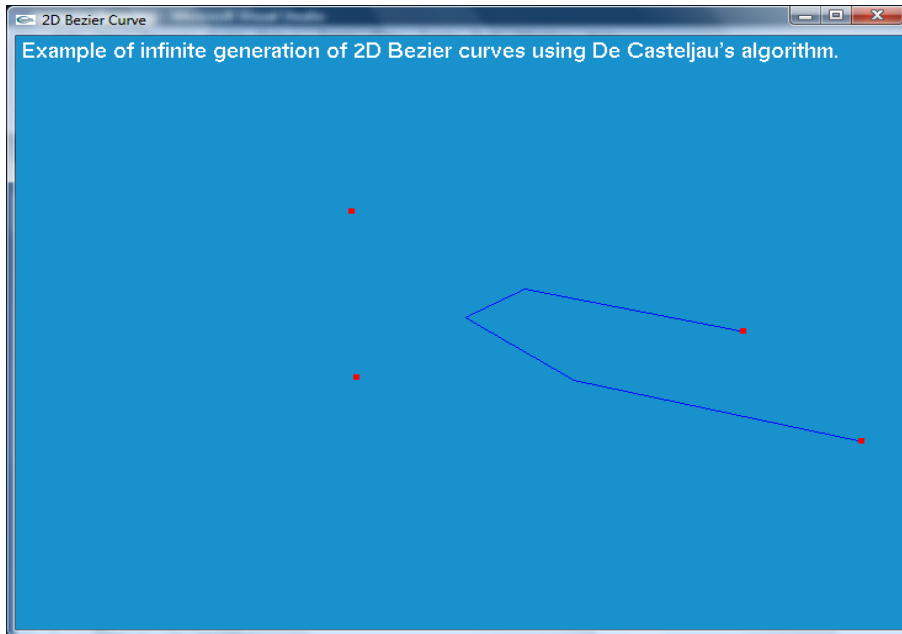 2D Bezier Curve
Example of infinite generation of 2D Bezier curves using De Casteljau's algorithm.